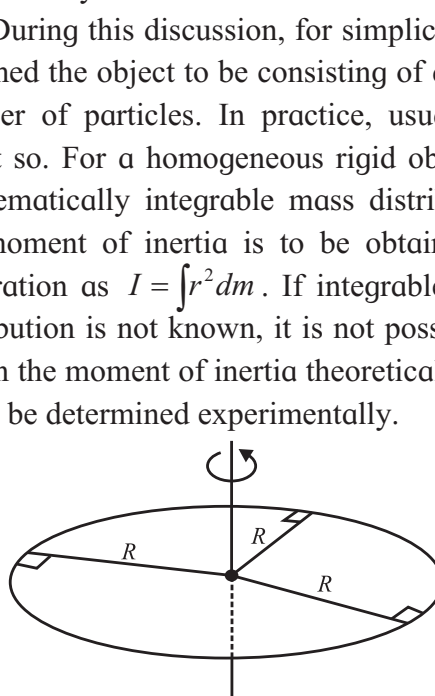 During this discussion, for simplic
ned the object to be consisting of
er of particles. In practice, usu
t so. For a homogeneous rigid ob
ematically integrable mass distri
moment of inertia is to be obtai
ration as I = ∫r²dm. If integrable
bution is not known, it is not poss
n the moment of inertia theoretical
be determined experimentally.
R
R
R